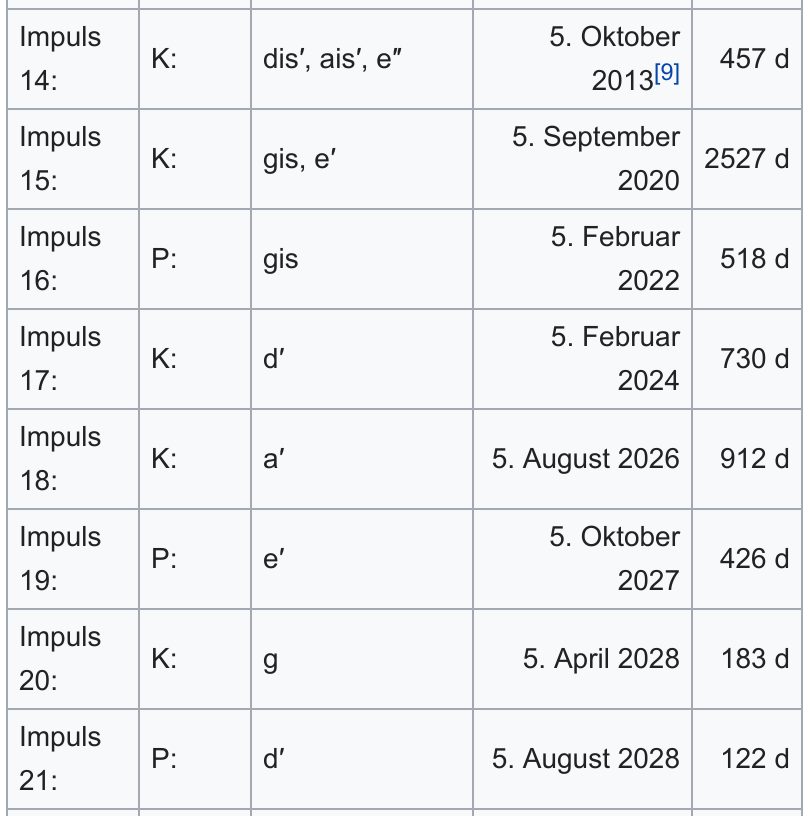 Impuls 14: K: dis′, ais′, e″ 5. Oktober 2013[9] 457 d
Impuls 15: K: gis, e′ 5. September 2020 2527 d
Impuls 16: P: gis 5. Februar 2022 518 d
Impuls 17: K: d′ 5. Februar 2024 730 d
Impuls 18: K: a′ 5. August 2026 912 d
Impuls 19: P: e′ 5. Oktober 2027 426 d
Impuls 20: K: g 5. April 2028 183 d
Impuls 21: P: d′ 5. August 2028 122 d